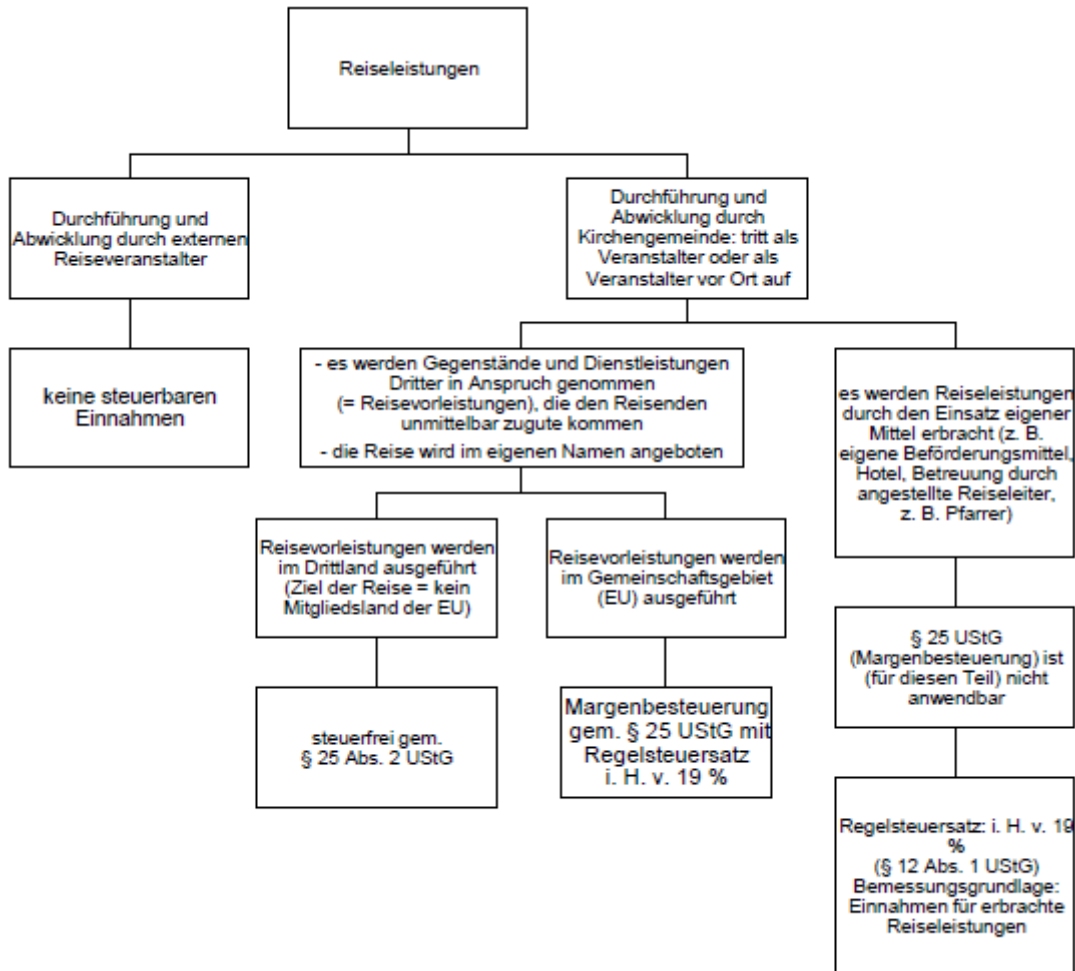 Reiseleistungen
Durchführung und
Abwicklung durch externen
Reiseveranstalter
Durchführung und
Abwicklung durch
Kirchengemeinde: tritt als
Veranstalter oder als
Veranstalter vor Ort auf
keine steuerbaren
Einnahmen
- es werden Gegenstände und Dienstleistungen
Dritter in Anspruch genommen
(= Reisevorleistungen), die den Reisenden
unmittelbar zugute kommen
- die Reise wird im eigenen Namen angeboten
es werden Reiseleistungen
durch den Einsatz eigener
Mittel erbracht (z. B.
eigene Beförderungsmittel,
Hotel, Betreuung durch
angestellte Reiseleiter,
z. B. Pfarrer)
Reisevorleistungen werden
im Drittland ausgeführt
(Ziel der Reise = kein
Mitgliedsland der EU)
Reisevorleistungen werden
im Gemeinschaftsgebiet
(EU) ausgeführt
§ 25 UStG
(Margenbesteuerung) ist
(für diesen Teil) nicht
anwendbar
steuerfrei gem.
§ 25 Abs. 2 UStG
Margenbesteuerung
gem. § 25 UStG mit
Regelsteuersatz
i. H. v. 19 %
Regelsteuersatz: i. H. v. 19
%
(§ 12 Abs. 1 UStG)
Bemessungsgrundlage:
Einnahmen für erbrachte
Reiseleistungen